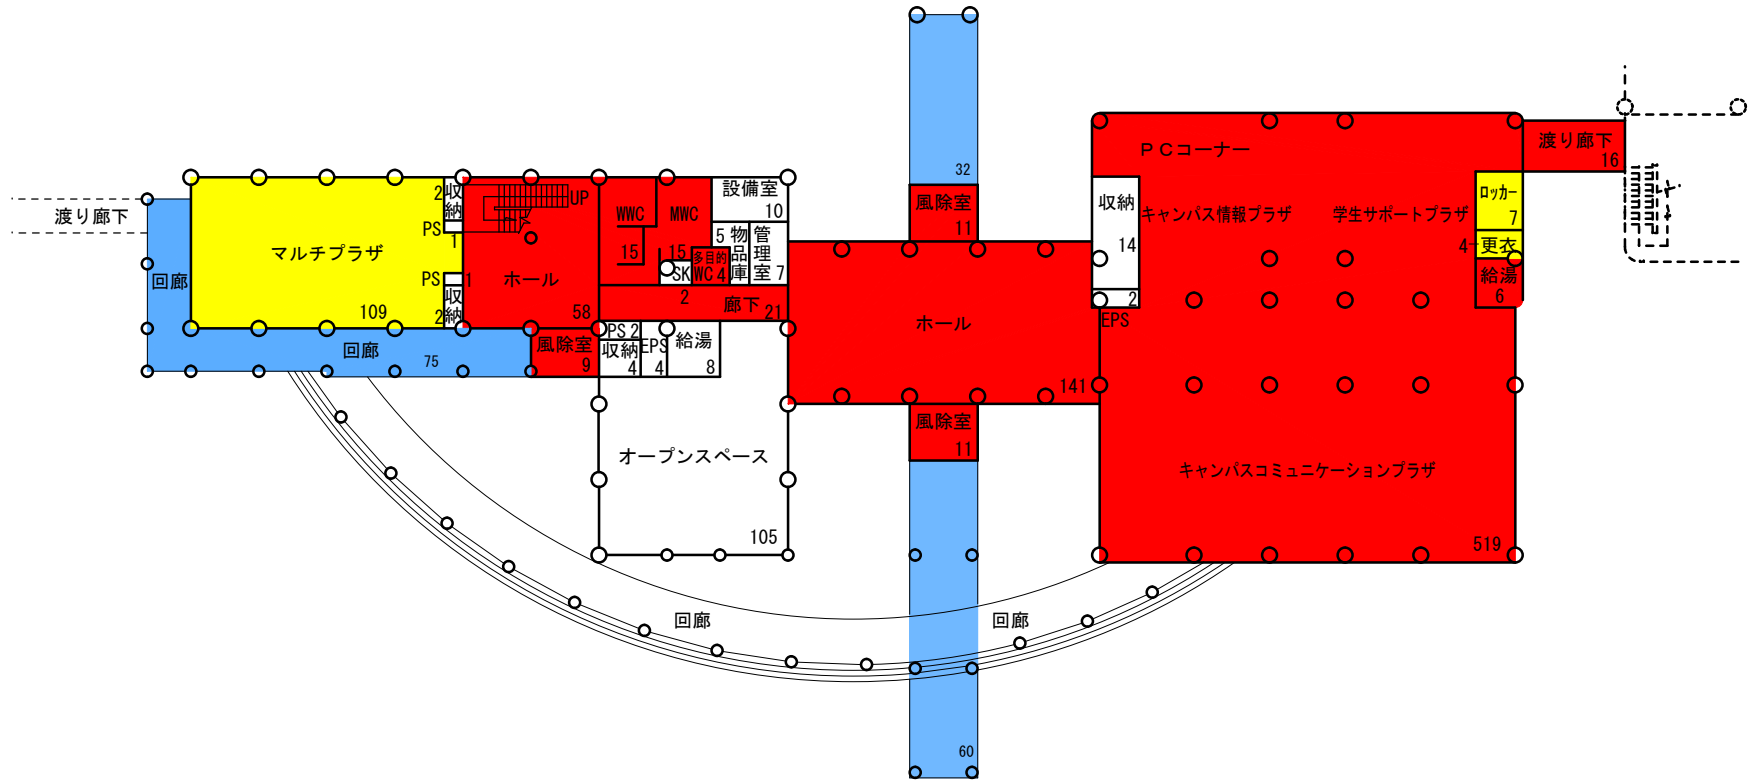 32
渡り廊下
16
PCコーナー
2
収納
UP
設備室
10
ロッカー
7
風除室
11
WWC
MWC
収納
14
キャンパス情報プラザ
学生サポートプラザ
渡り廊下
PS
1
5
物品庫
管理室
7
4
更衣
マルチプラザ
15
15
多目的
WC 4
SK
回廊
PS
1
ホール
給湯
6
収納
2
2
2
109
58
廊下
21
EPS
ホール
回廊
75
風除室
9
PS 2
収納
4
EPS
4
給湯
8
141
風除室
11
オープンスペース
キャンパスコミュニケーションプラザ
105
519
回廊
回廊
60